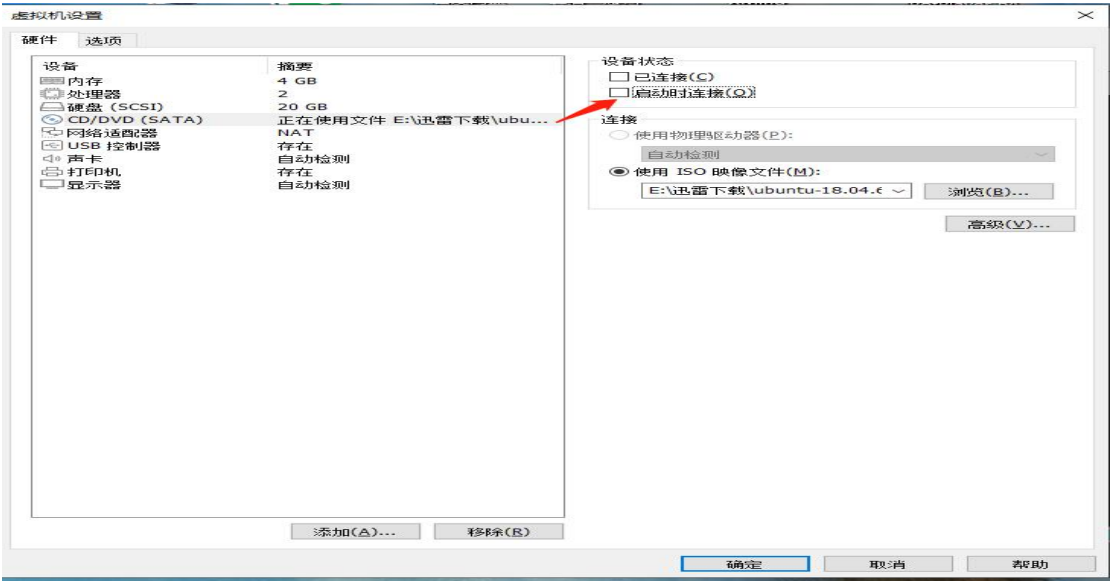 虚拟机设置
硬件 选项
设备 摘要
内存 4 GB
处理器 2
硬盘 (SCSI) 20 GB
CD/DVD (SATA) 正在使用文件 E:\迅雷下载\ubu...
网络适配器 NAT
USB 控制器 存在
声卡 自动检测
打印机 存在
显示器 自动检测
添加(A)... 移除(R)
设备状态
已连接(C)
启动时连接(O)
连接
使用物理驱动器(P):
自动检测
使用 ISO 映像文件(M):
E:\迅雷下载\ubuntu-18.04.6 浏览(B)...
高级(V)...
确定 取消 帮助